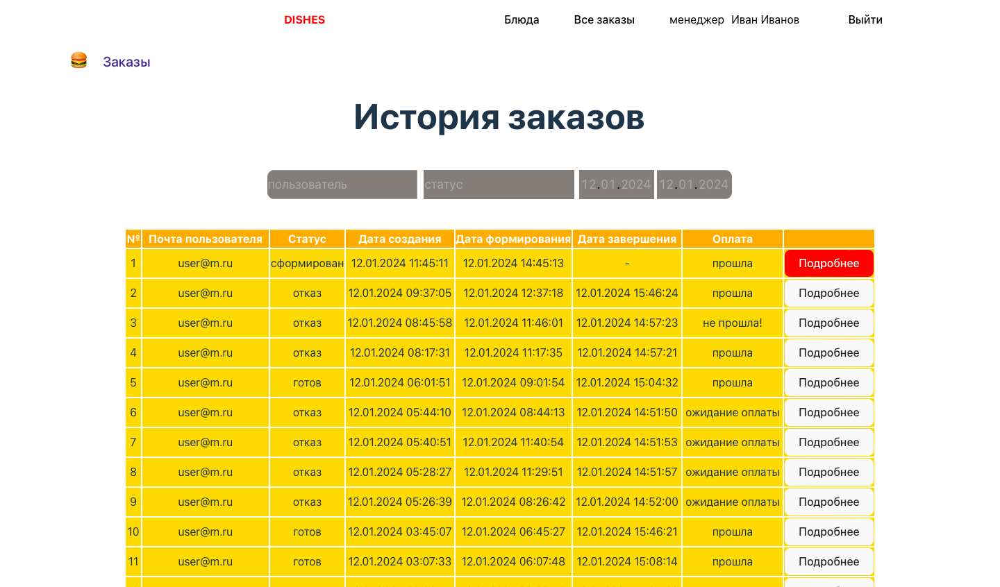 DISHES Блюда Все заказы менеджер Иван Иванов Выйти
Заказы
История заказов
пользователь статус 12.01.2024 12.01.2024
№ Почта пользователя Статус Дата создания Дата формирования Дата завершения Оплата
1 user@m.ru сформирован 12.01.2024 11:45:11 12.01.2024 14:45:13 - прошла Подробнее
2 user@m.ru отказ 12.01.2024 09:37:05 12.01.2024 12:37:18 12.01.2024 15:46:24 прошла Подробнее
3 user@m.ru отказ 12.01.2024 08:45:58 12.01.2024 11:46:01 12.01.2024 14:57:23 не прошла! Подробнее
4 user@m.ru отказ 12.01.2024 08:17:31 12.01.2024 11:17:35 12.01.2024 14:57:21 прошла Подробнее
5 user@m.ru готов 12.01.2024 06:01:51 12.01.2024 09:01:54 12.01.2024 15:04:32 прошла Подробнее
6 user@m.ru отказ 12.01.2024 05:44:10 12.01.2024 08:44:13 12.01.2024 14:51:50 ожидание оплаты Подробнее
7 user@m.ru отказ 12.01.2024 05:40:51 12.01.2024 11:40:54 12.01.2024 14:51:53 ожидание оплаты Подробнее
8 user@m.ru отказ 12.01.2024 05:28:27 12.01.2024 11:29:51 12.01.2024 14:51:57 ожидание оплаты Подробнее
9 user@m.ru отказ 12.01.2024 05:26:39 12.01.2024 08:26:42 12.01.2024 14:52:00 ожидание оплаты Подробнее
10 user@m.ru готов 12.01.2024 03:45:07 12.01.2024 06:45:27 12.01.2024 15:46:21 прошла Подробнее
11 user@m.ru готов 12.01.2024 03:07:33 12.01.2024 06:07:48 12.01.2024 15:08:14 прошла Подробнее